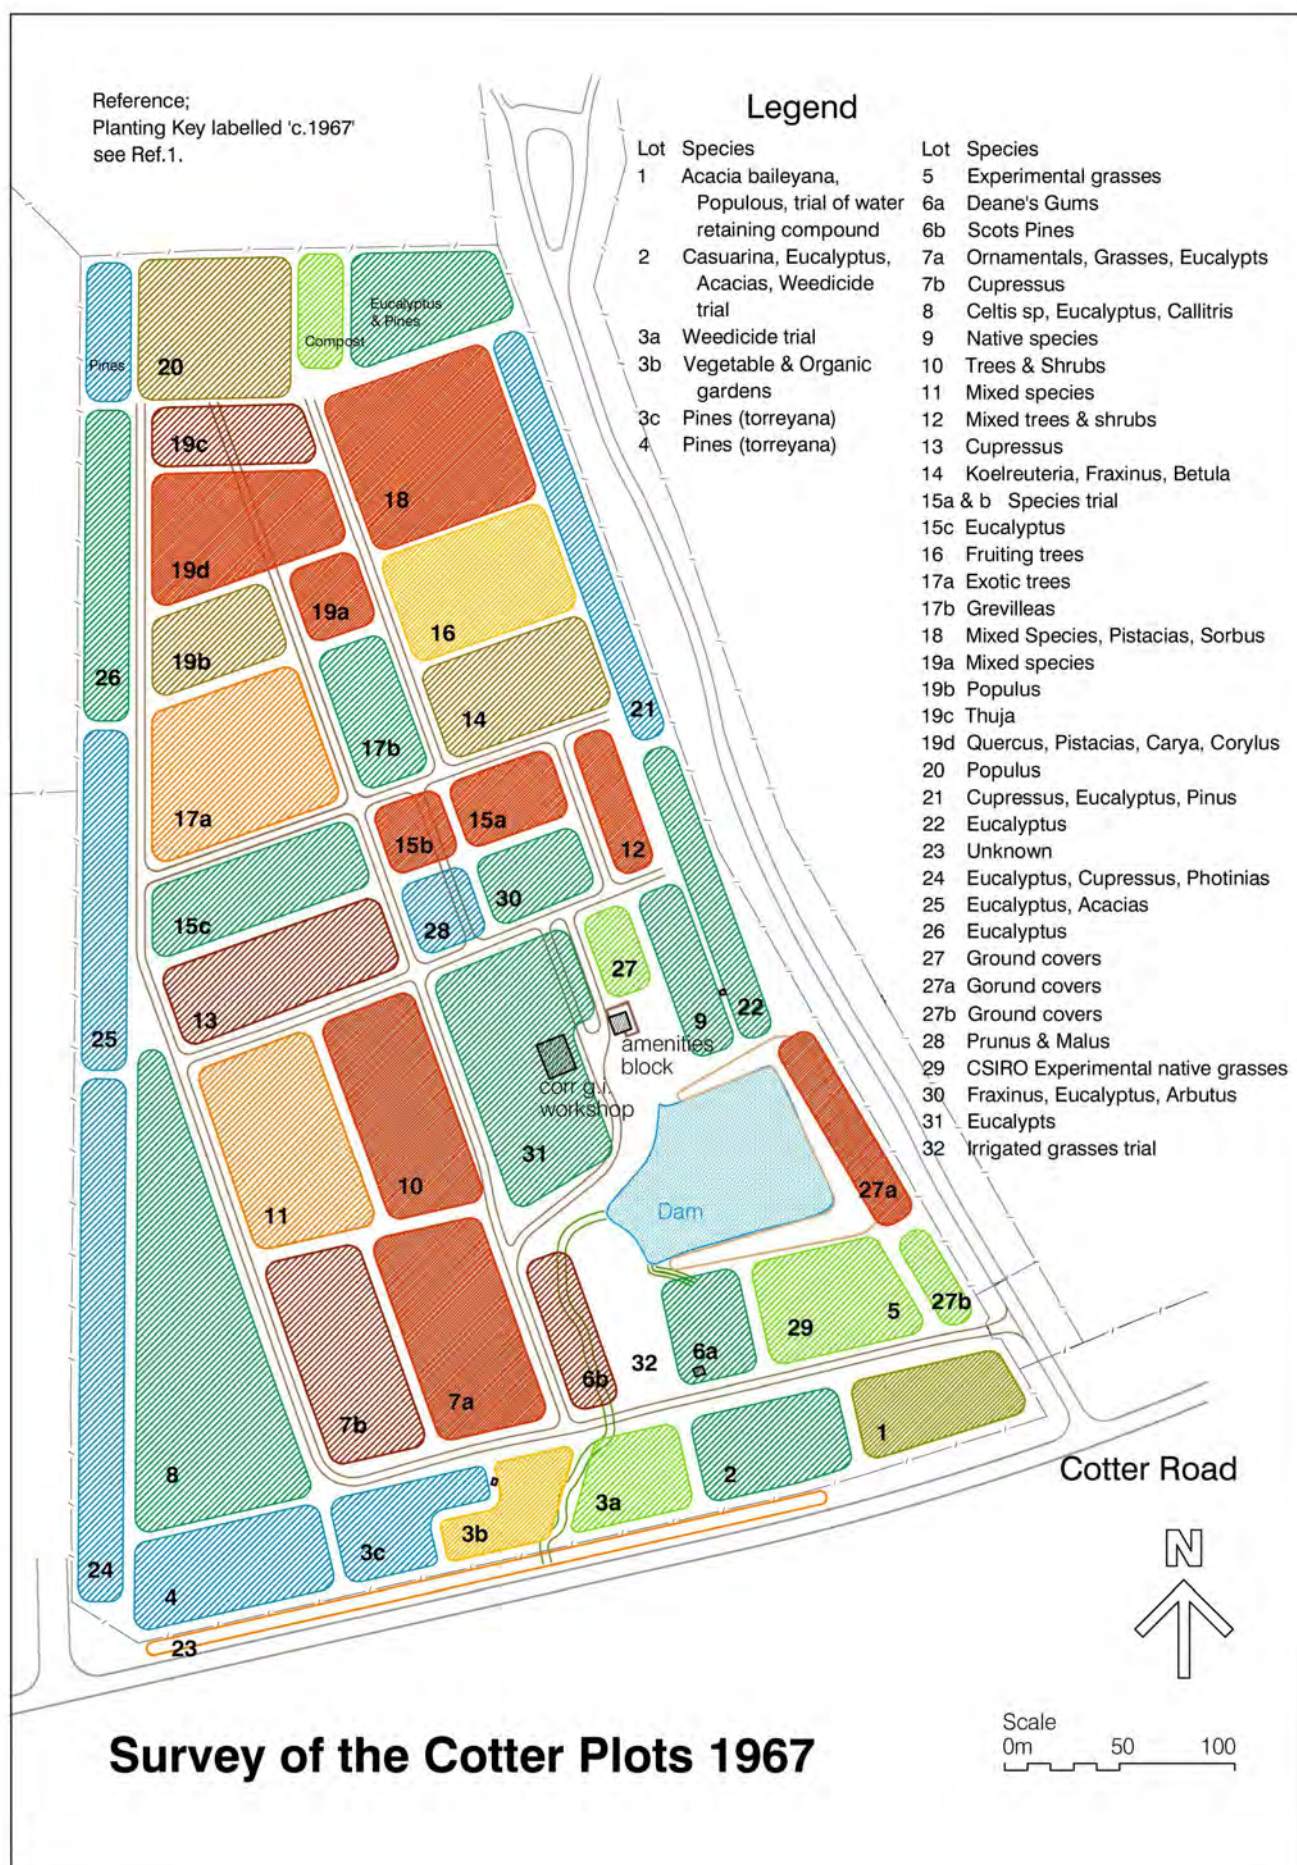 Reference;
Planting Key labelled 'c.1967'
see Ref.1.
Legend
Lot Species
1 Acacia baileyana,
Populous, trial of water
retaining compound
2 Casuarina, Eucalyptus,
Acacias, Weedicide
trial
3a Weedicide trial
3b Vegetable & Organic
gardens
3c Pines (torreyana)
4 Pines (torreyana)
Lot Species
5 Experimental grasses
6a Deane's Gums
6b Scots Pines
7a Ornamentals, Grasses, Eucalypts
7b Cupressus
8 Celtis sp, Eucalyptus, Callitris
9 Native species
10 Trees & Shrubs
11 Mixed species
12 Mixed trees & shrubs
13 Cupressus
14 Koelreuteria, Fraxinus, Betula
15a & b Species trial
15c Eucalyptus
16 Fruiting trees
17a Exotic trees
17b Grevilleas
18 Mixed Species, Pistacias, Sorbus
19a Mixed species
19b Populus
19c Thuja
19d Quercus, Pistacias, Carya, Corylus
20 Populus
21 Cupressus, Eucalyptus, Pinus
22 Eucalyptus
23 Unknown
24 Eucalyptus, Cupressus, Photinias
25 Eucalyptus, Acacias
26 Eucalyptus
27 Ground covers
27a Gorund covers
27b Ground covers
28 Prunus & Malus
29 CSIRO Experimental native grasses
30 Fraxinus, Eucalyptus, Arbutus
31 Eucalypts
32 Irrigated grasses trial
Pines
20
Compost
Eucalyptus
& Pines
19c
18
19d
19a
16
19b
26
17b
14
21
17a
15b
15a
12
15c
28
30
27
13
25
9
22
amenities
block
corr g.i.
workshop
31
10
11
Dam
27a
27b
5
29
32
6a
6b
7a
7b
8
1
2
3a
3b
3c
4
24
23
Cotter Road
N
Survey of the Cotter Plots 1967
Scale
0m 50 100